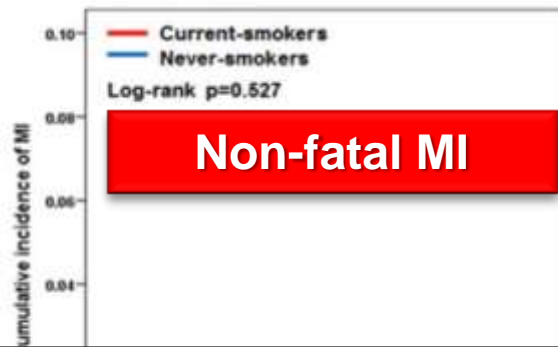 0.10
Current-smokers
Never-smokers
Log-rank p=0.527
0.08
Non-fatal MI
0.06
0.04
umulative incidence of MI